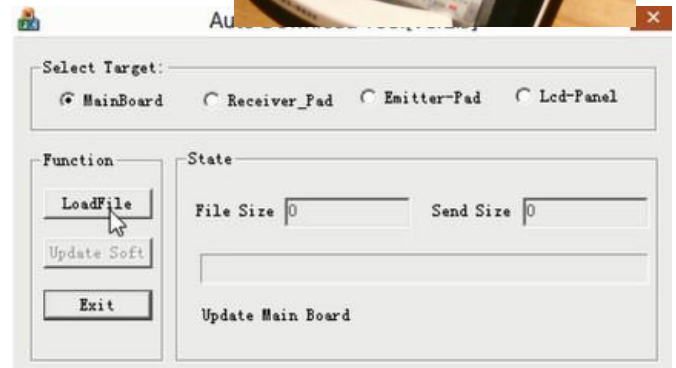 Select Target:
MainBoard Receiver_Pad Emitter-Pad Lcd-Panel
Function
State
LoadFile
File Size 0 Send Size 0
Update Soft
Exit
Update Main Board